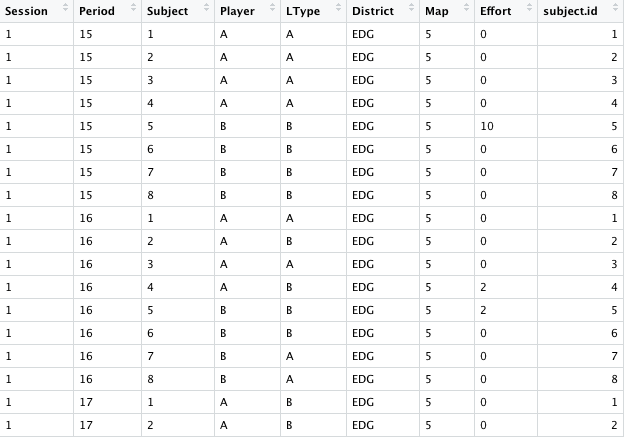 Session Period Subject Player LType District Map Effort subject.id
1 15 1 A A EDG 5 0 1
1 15 2 A A EDG 5 0 2
1 15 3 A A EDG 5 0 3
1 15 4 A A EDG 5 0 4
1 15 5 B B EDG 5 10 5
1 15 6 B B EDG 5 0 6
1 15 7 B B EDG 5 0 7
1 15 8 B B EDG 5 0 8
1 16 1 A A EDG 5 0 1
1 16 2 A B EDG 5 0 2
1 16 3 A A EDG 5 0 3
1 16 4 A B EDG 5 2 4
1 16 5 B B EDG 5 2 5
1 16 6 B B EDG 5 0 6
1 16 7 B A EDG 5 0 7
1 16 8 B A EDG 5 0 8
1 17 1 A B EDG 5 0 1
1 17 2 A B EDG 5 0 2